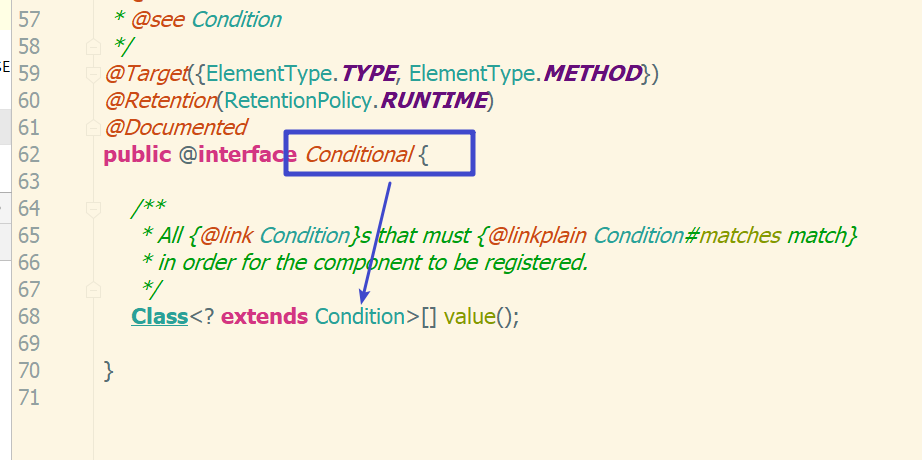 57 * @see Condition
58 */
SE
59 @Target({ElementType.TYPE, ElementType.METHOD})
60 @Retention(RetentionPolicy.RUNTIME)
61 @Documented
62 public @interface Conditional {
63
64 /**
65 * All {@link Condition}s that must {@linkplain Condition#matches match}
66 * in order for the component to be registered.
67 */
68 Class<? extends Condition>[] value();
69
70 }
71